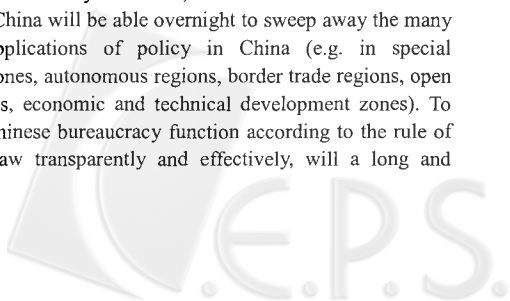 China will be able overnight to sweep away the many
plications of policy in China (e.g. in special
ones, autonomous regions, border trade regions, open
s, economic and technical development zones). To
hinese bureaucracy function according to the rule of
aw transparently and effectively, will a long and
C.E.P.S.